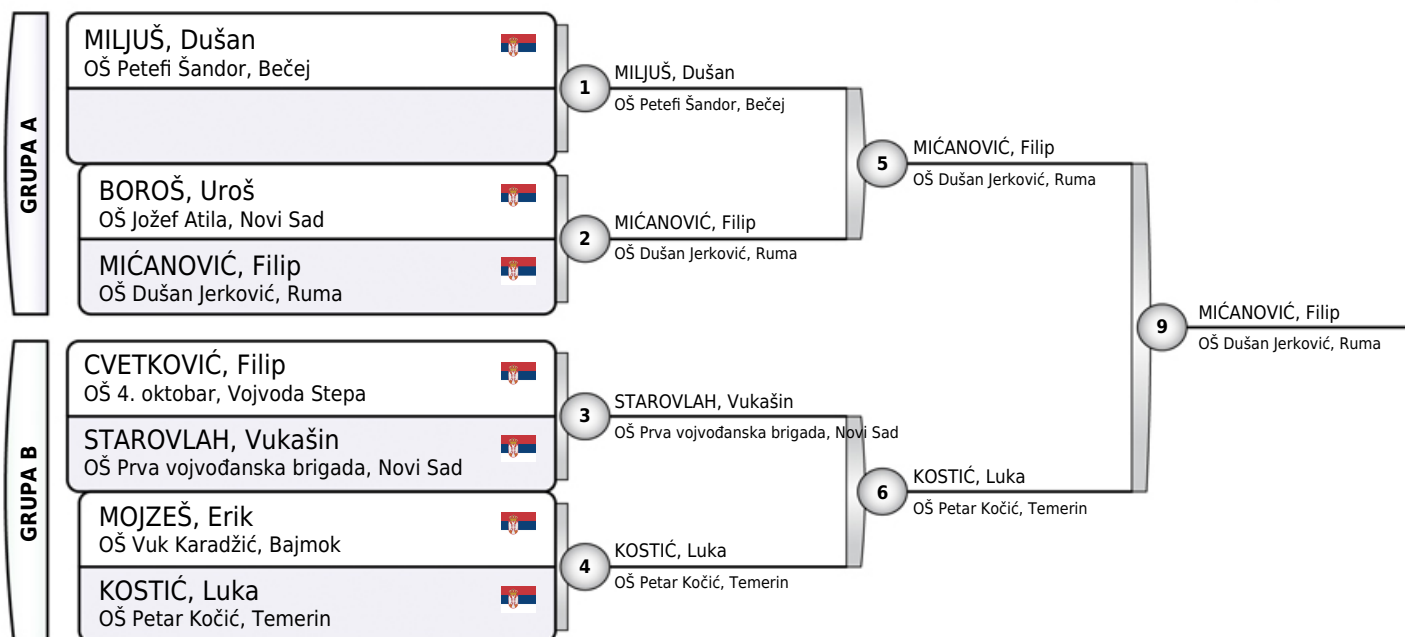 GRUPA A
MILJUŠ, Dušan
OŠ Petefi Šandor, Bečej
BOROŠ, Uroš
OŠ Jožef Atila, Novi Sad
MIĆANOVIĆ, Filip
OŠ Dušan Jerković, Ruma
GRUPA B
CVETKOVIĆ, Filip
OŠ 4. oktobar, Vojvoda Stepa
STAROVLAH, Vukašin
OŠ Prva vojvođanska brigada, Novi Sad
MOJZEŠ, Erik
OŠ Vuk Karadžić, Bajmok
KOSTIĆ, Luka
OŠ Petar Kočić, Temerin
1
MILJUŠ, Dušan
OŠ Petefi Šandor, Bečej
2
MIĆANOVIĆ, Filip
OŠ Dušan Jerković, Ruma
3
STAROVLAH, Vukašin
OŠ Prva vojvođanska brigada, Novi Sad
4
KOSTIĆ, Luka
OŠ Petar Kočić, Temerin
5
MIĆANOVIĆ, Filip
OŠ Dušan Jerković, Ruma
6
KOSTIĆ, Luka
OŠ Petar Kočić, Temerin
9
MIĆANOVIĆ, Filip
OŠ Dušan Jerković, Ruma